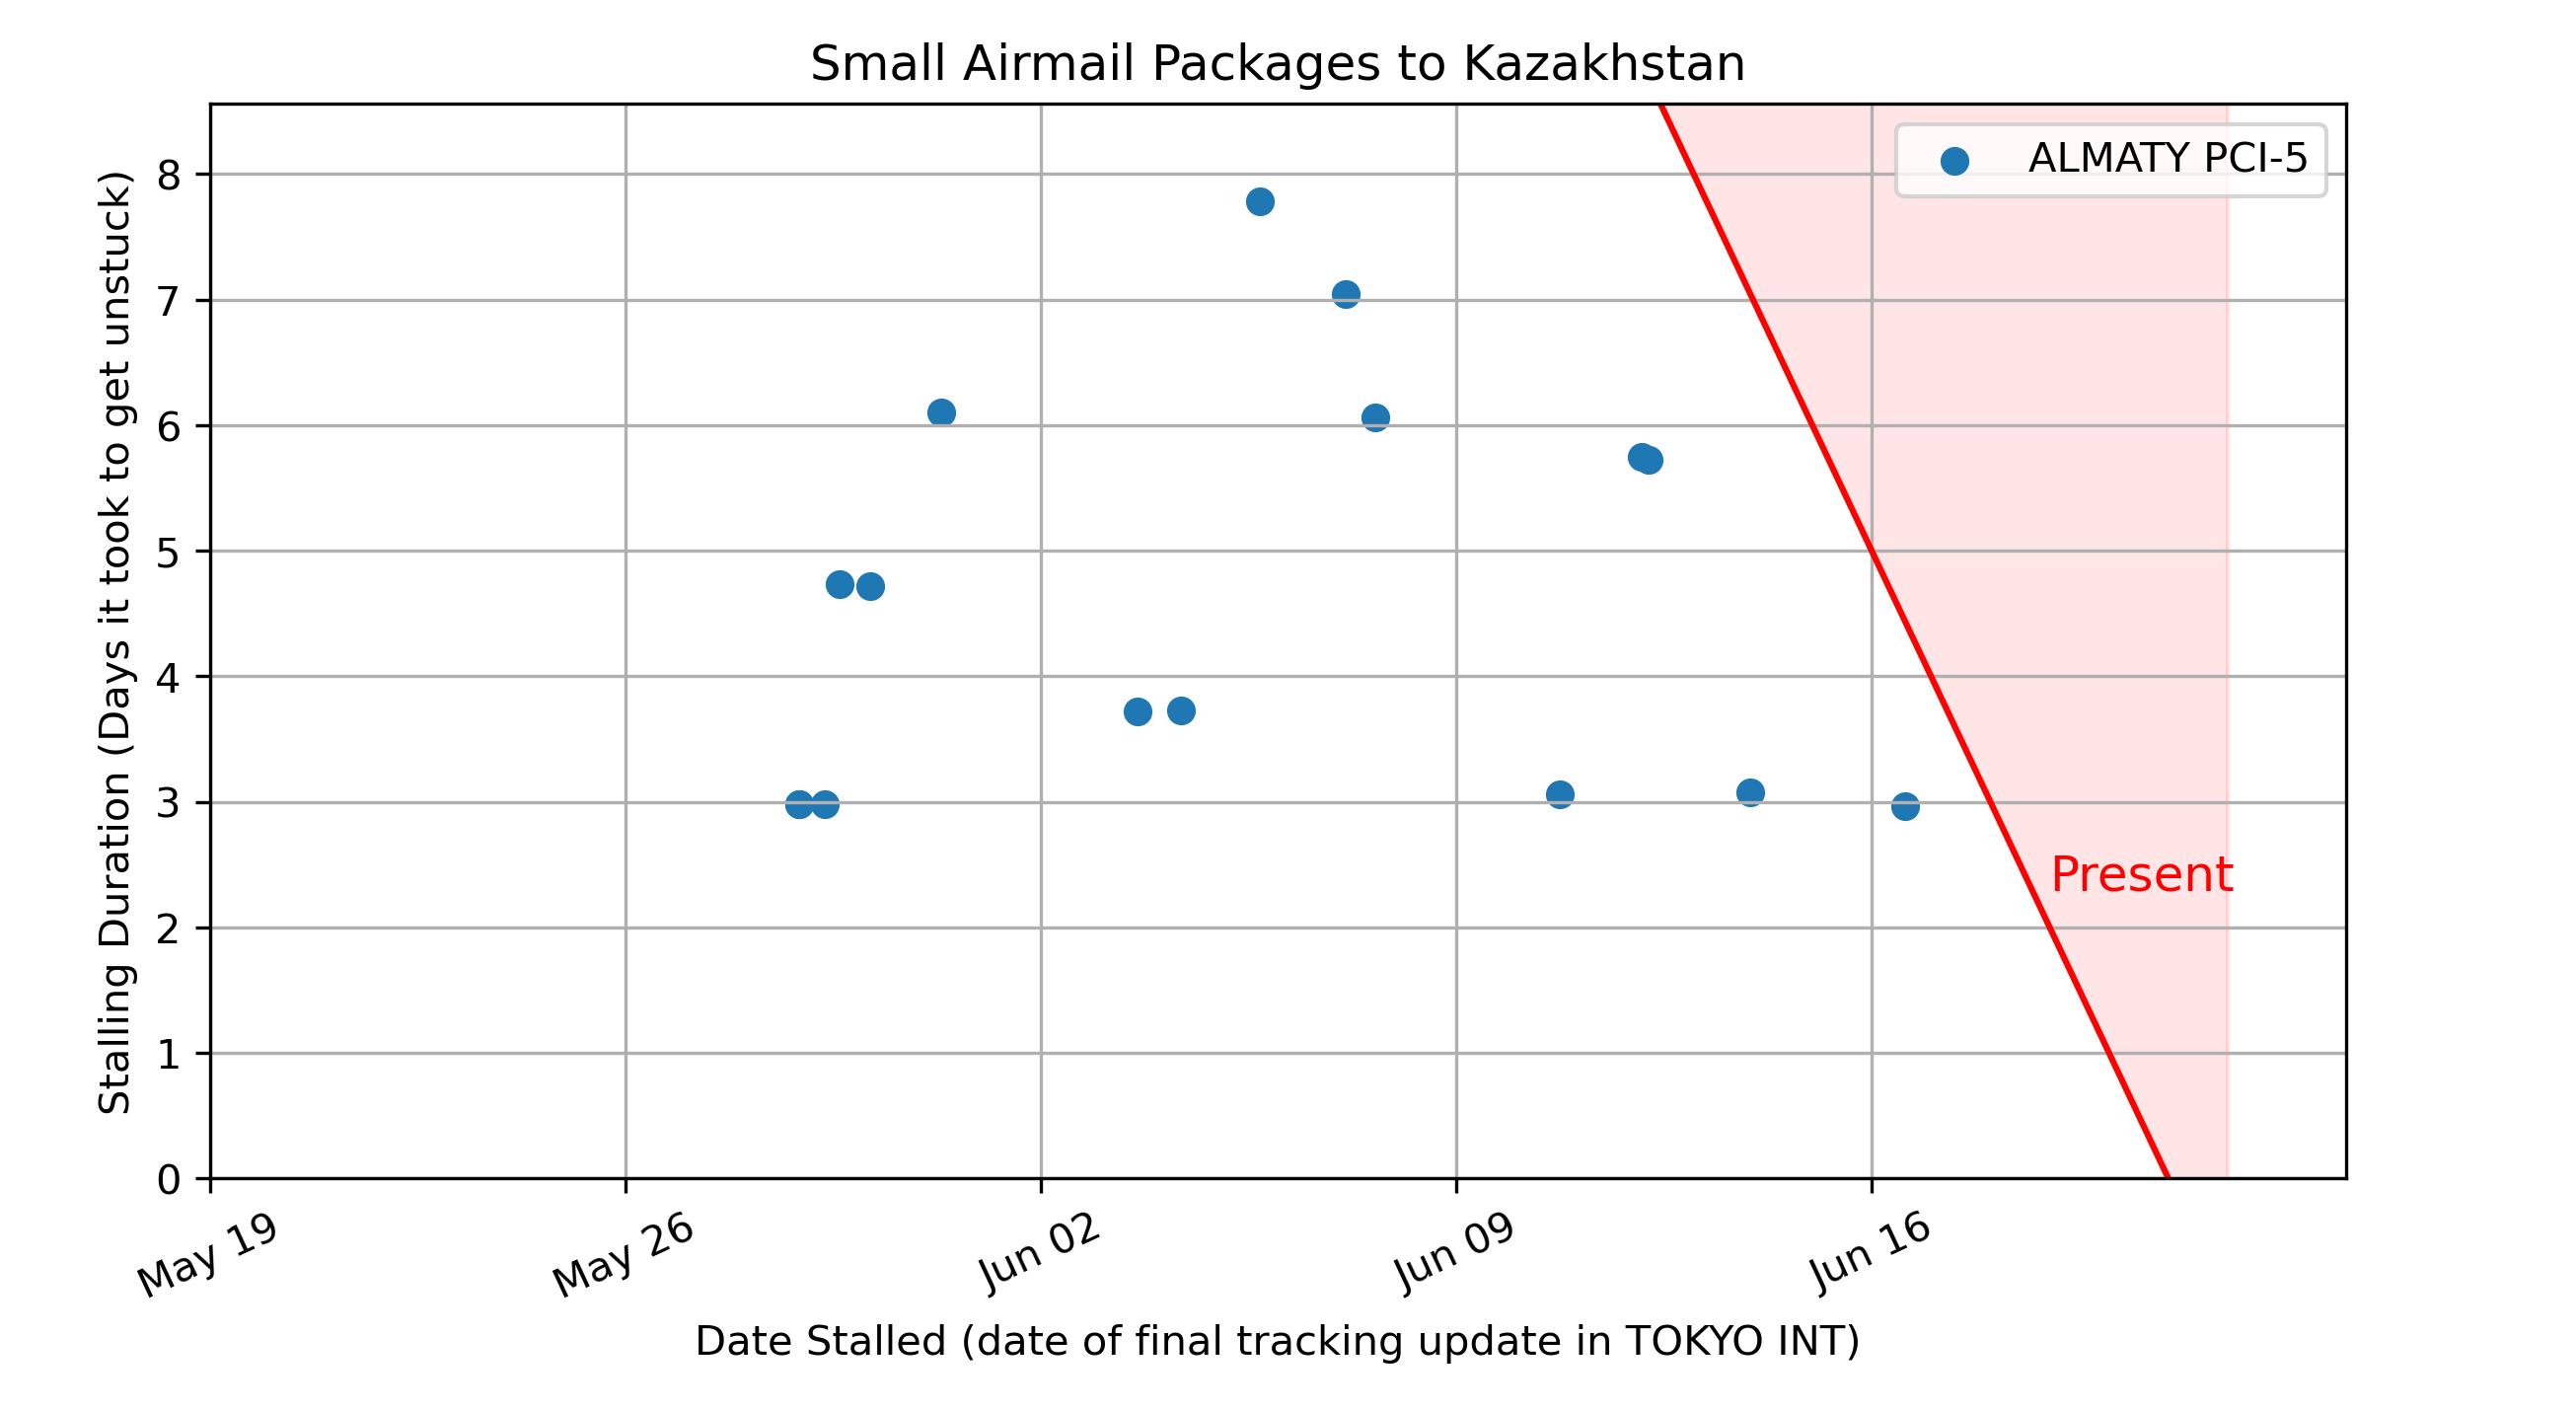 Small Airmail Packages to Kazakhstan
ALMATY PCI-5
Stalling Duration (Days it took to get unstuck)
8
7
6
5
4
3
2
1
0
Present
May 19
May 26
Jun 02
Jun 09
Jun 16
Date Stalled (date of final tracking update in TOKYO INT)